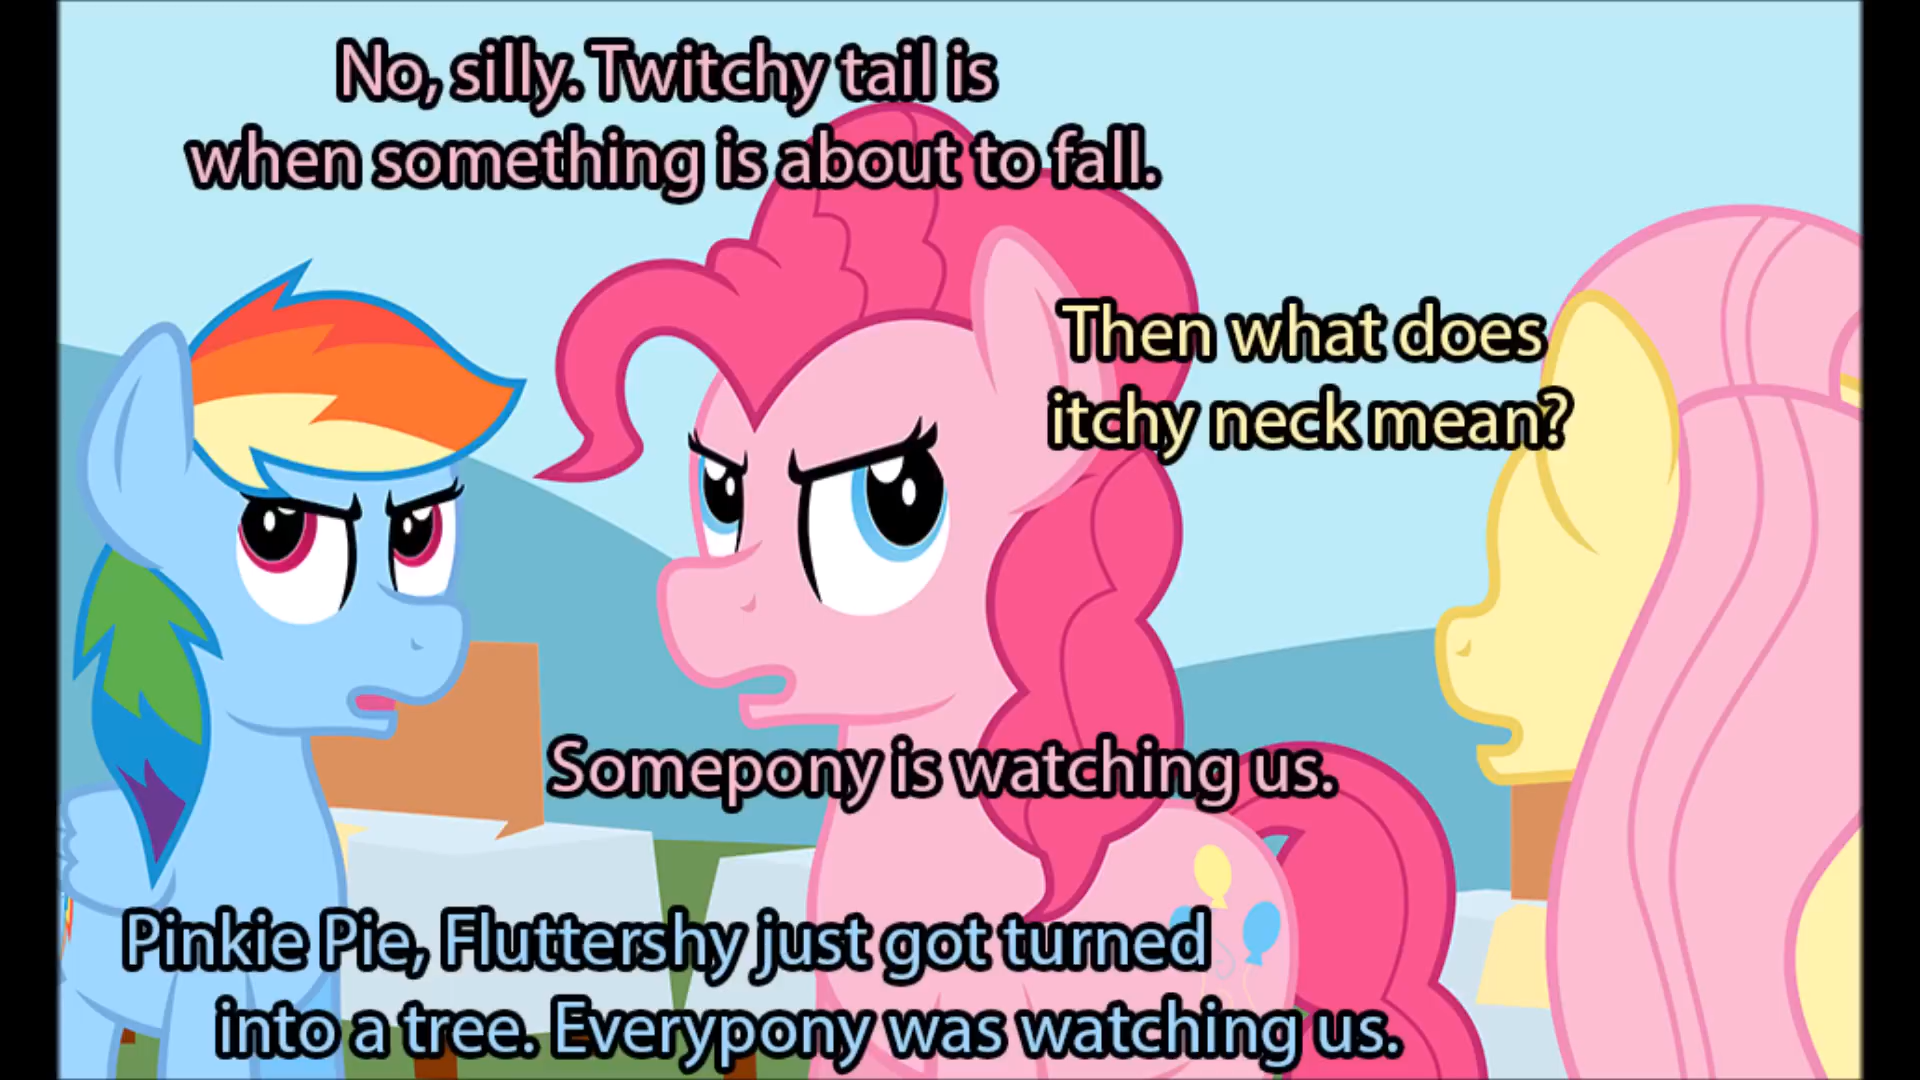 No, silly. Twitchy tail is
when something is about to fall.
Then what does
itchy neck mean?
Somepony is watching us.
Pinkie Pie, Fluttershy just got turned
into a tree. Everypony was watching us.